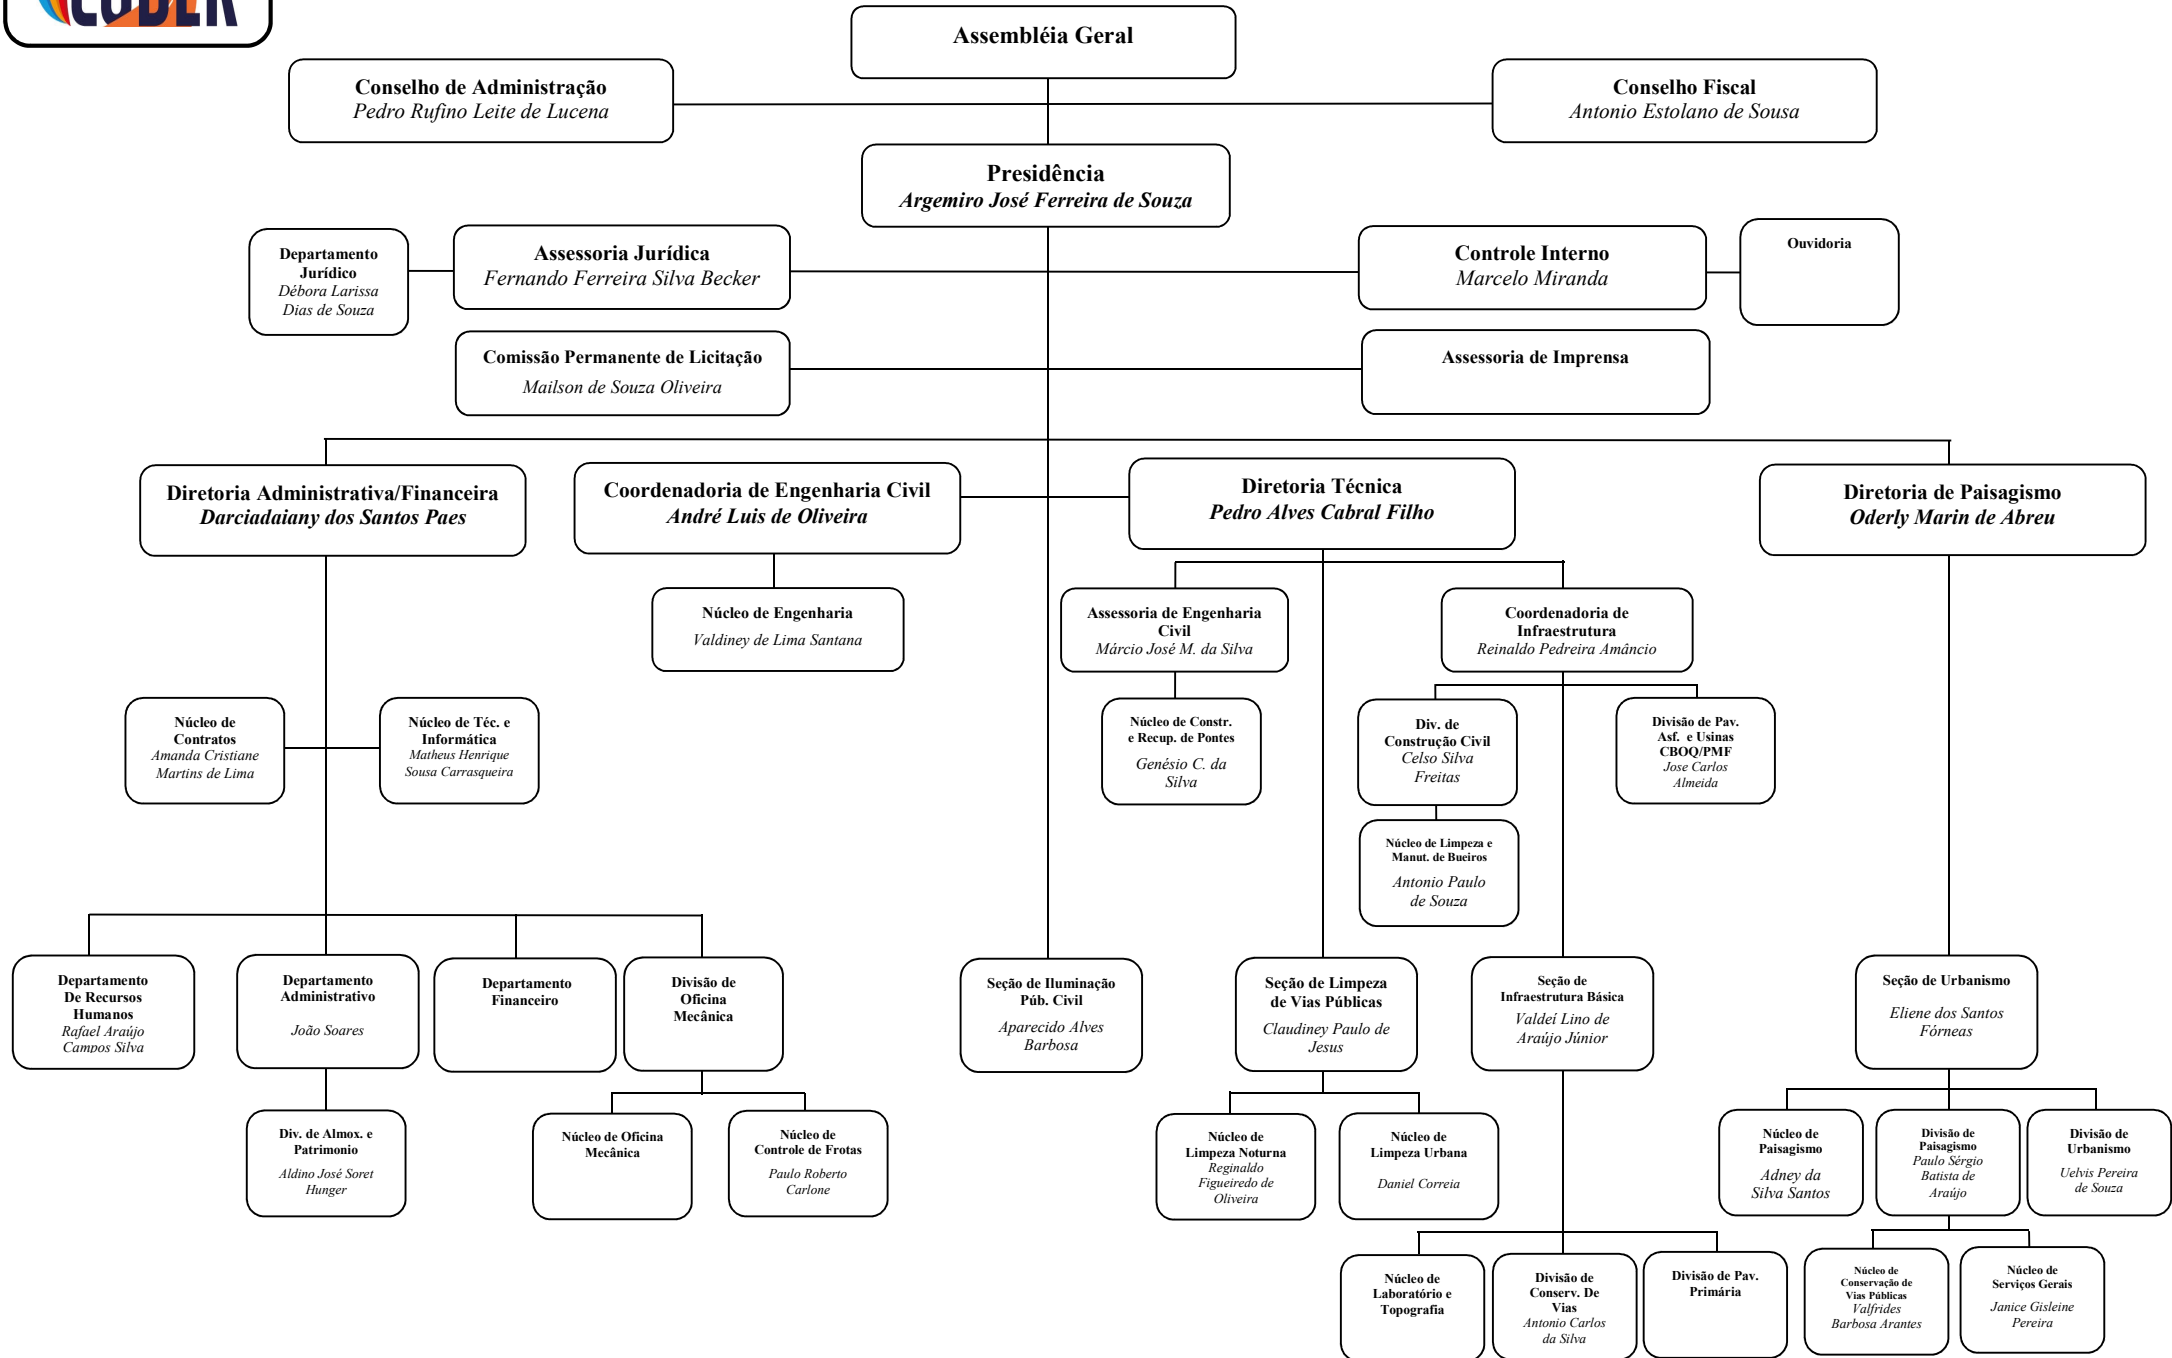 CODER
Assembléia Geral
Conselho de Administração
Pedro Rufino Leite de Lucena
Conselho Fiscal
Antonio Estolano de Sousa
Presidência
Argemiro José Ferreira de Souza
Departamento
Jurídico
Débora Larissa
Dias de Souza
Assessoria Jurídica
Fernando Ferreira Silva Becker
Controle Interno
Marcelo Miranda
Ouvidoria
Comissão Permanente de Licitação
Mailson de Souza Oliveira
Assessoria de Imprensa
Diretoria Administrativa/Financeira
Darciadaiany dos Santos Paes
Coordenadoria de Engenharia Civil
André Luis de Oliveira
Diretoria Técnica
Pedro Alves Cabral Filho
Diretoria de Paisagismo
Oderly Marin de Abreu
Núcleo de Engenharia
Valdiney de Lima Santana
Assessoria de Engenharia
Civil
Márcio José M. da Silva
Coordenadoria de
Infraestrutura
Reinaldo Pedreira Amâncio
Núcleo de
Contratos
Amanda Cristiane
Martins de Lima
Núcleo de Téc. e
Informática
Matheus Henrique
Sousa Carrasqueira
Núcleo de Constr.
e Recup. de Pontes
Genésio C. da
Silva
Div. de
Construção Civil
Celso Silva
Freitas
Divisão de Pav.
Asf. e Usinas
CBOQ/PMF
Jose Carlos
Almeida
Núcleo de Limpeza e
Manut. de Bueiros
Antonio Paulo
de Souza
Departamento
De Recursos
Humanos
Rafael Araújo
Campos Silva
Departamento
Administrativo
João Soares
Departamento
Financeiro
Divisão de
Oficina
Mecânica
Seção de Iluminação
Púb. Civil
Aparecido Alves
Barbosa
Seção de Limpeza
de Vias Públicas
Claudiney Paulo de
Jesus
Seção de
Infraestrutura Básica
Valdeí Lino de
Araújo Júnior
Seção de Urbanismo
Eliene dos Santos
Fórneas
Div. de Almox. e
Patrimonio
Aldino José Soret
Hunger
Núcleo de Oficina
Mecânica
Núcleo de
Controle de Frotas
Paulo Roberto
Carlone
Núcleo de
Limpeza Noturna
Reginaldo
Figueiredo de
Oliveira
Núcleo de
Limpeza Urbana
Daniel Correia
Núcleo de
Paisagismo
Adney da
Silva Santos
Divisão de
Paisagismo
Paulo Sérgio
Batista de
Araújo
Divisão de
Urbanismo
Uelvis Pereira
de Souza
Núcleo de
Laboratório e
Topografia
Divisão de
Conserv. De
Vias
Antonio Carlos
da Silva
Divisão de Pav.
Primária
Núcleo de
Conservação de
Vias Públicas
Valfrides
Barbosa Arantes
Núcleo de
Serviços Gerais
Janice Gisleine
Pereira